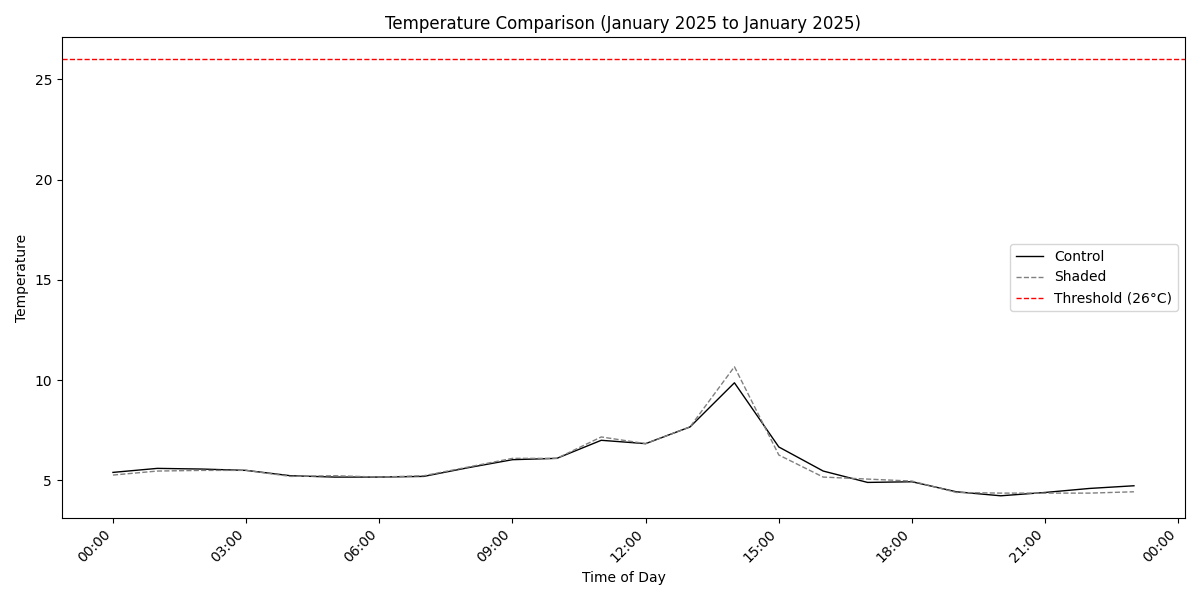 Temperature Comparison (January 2025 to January 2025)
25
20
15
10
5
Temperature
Control
Shaded
Threshold (26°C)
00:00
03:00
06:00
09:00
12:00
15:00
18:00
21:00
00:00
Time of Day